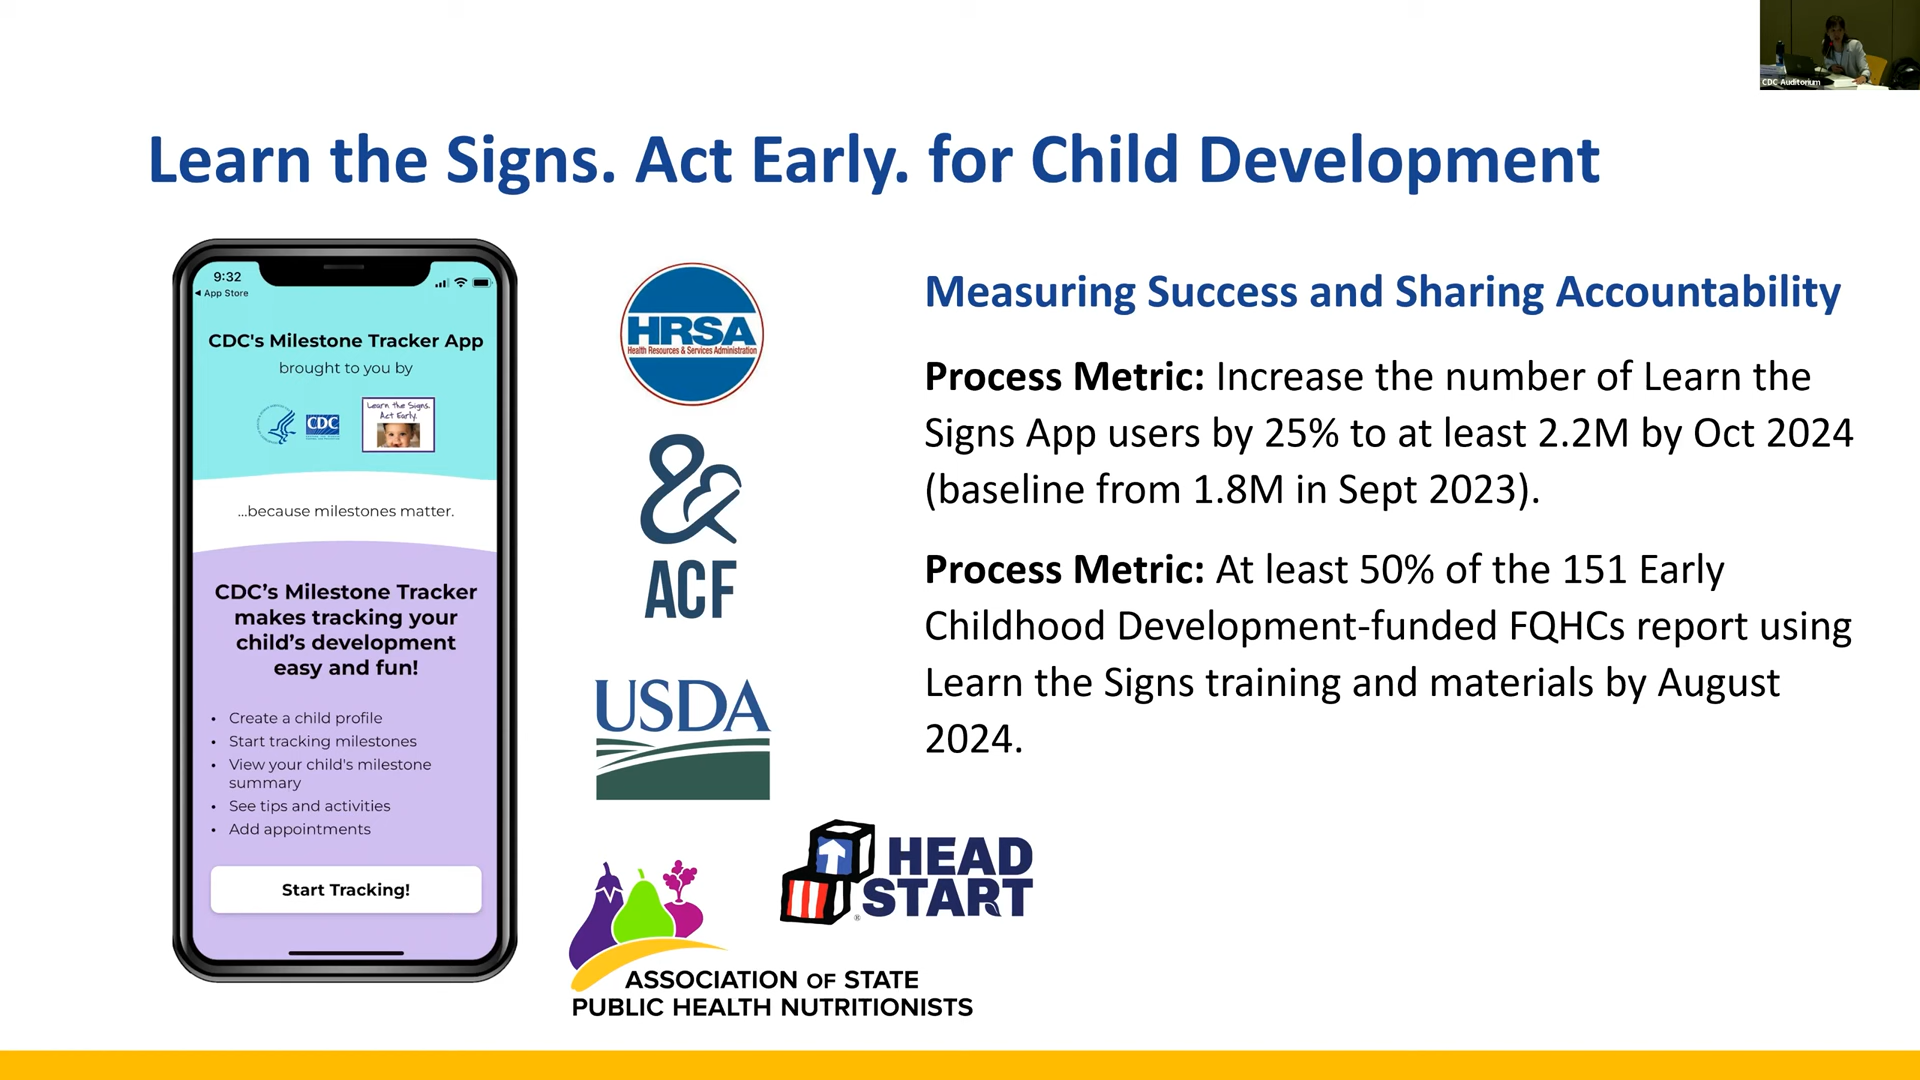 CDC Auditorium
Learn the Signs. Act Early. for Child Development
9:32
App Store
CDC's Milestone Tracker App
brought to you by
CDC
Learn the Signs.
Act Early.
...because milestones matter.
CDC’s Milestone Tracker
makes tracking your
child’s development
easy and fun!
• Create a child profile
• Start tracking milestones
• View your child's milestone
summary
• See tips and activities
• Add appointments
Start Tracking!
HRSA
Health Resources & Services Administration
&
ACF
USDA
HEAD
START
®
ASSOCIATION OF STATE
PUBLIC HEALTH NUTRITIONISTS
Measuring Success and Sharing Accountability
Process Metric: Increase the number of Learn the
Signs App users by 25% to at least 2.2M by Oct 2024
(baseline from 1.8M in Sept 2023).
Process Metric: At least 50% of the 151 Early
Childhood Development-funded FQHCs report using
Learn the Signs training and materials by August
2024.